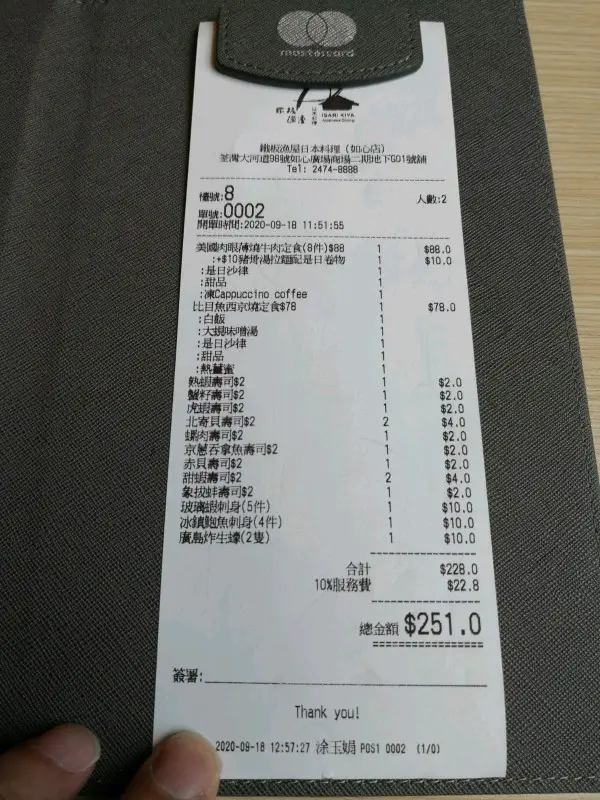 mastercard
ISARI KIYA
Japanese Dining
鐵板漁屋日本料理 (如心店)
荃灣大河道98號如心廣場商場二期地下G01號舖
Tel: 2474-8888
檯號:8
人數:2
單號:0002
開單時間:2020-09-18 11:51:55
美國肉眼薄燒牛肉定食(8件)$88 1 $88.0
:+$10豬骨湯拉麵配是日卷物 1 $10.0
:是日沙律 1
:甜品 1
:凍Cappuccino coffee 1
比目魚西京燒定食$78 1 $78.0
:白飯 1
:大蜆味噌湯 1
:是日沙律 1
:甜品 1
:熱薑蜜 1
熟蝦壽司$2 1 $2.0
蟹籽壽司$2 1 $2.0
虎蝦壽司$2 1 $2.0
北寄貝壽司$2 2 $4.0
螺肉壽司$2 1 $2.0
京蔥吞拿魚壽司$2 1 $2.0
赤貝壽司$2 1 $2.0
甜蝦壽司$2 2 $4.0
象拔蚌壽司$2 1 $2.0
玻璃蝦刺身(5件) 1 $10.0
冰鎮鮑魚刺身(4件) 1 $10.0
廣島炸生蠔(2隻) 1 $10.0
合計 $228.0
10%服務費 $22.8
總金額 $251.0
簽署:
Thank you!
2020-09-18 12:57:27 涂玉娟 POS1 0002 (1/0)